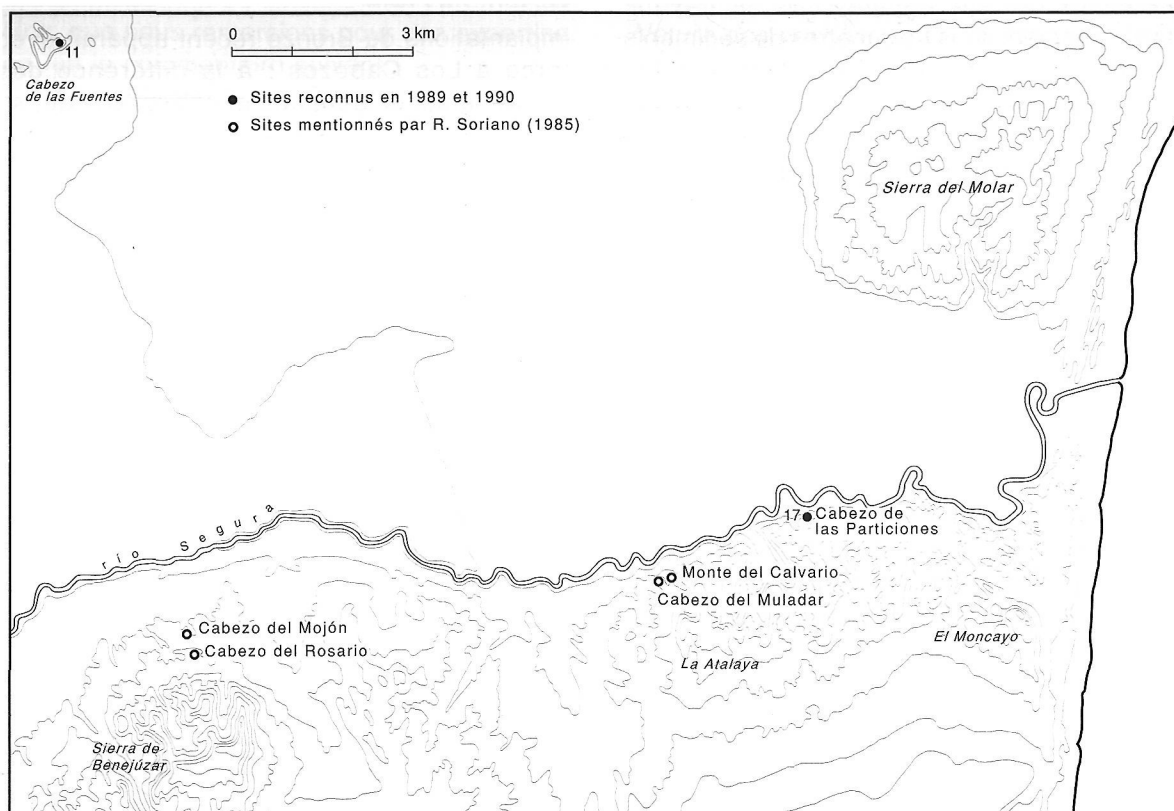 0 3 km
11
Cabezo
de las Fuentes
Sites reconnus en 1989 et 1990
Sites mentionnés par R. Soriano (1985)
Sierra del Molar
río Segura
17 Cabezo de
las Particiones
Monte del Calvario
Cabezo del Muladar
Cabezo del Mojón
Cabezo del Rosario
El Moncayo
La Atalaya
Sierra de
Benejúzar